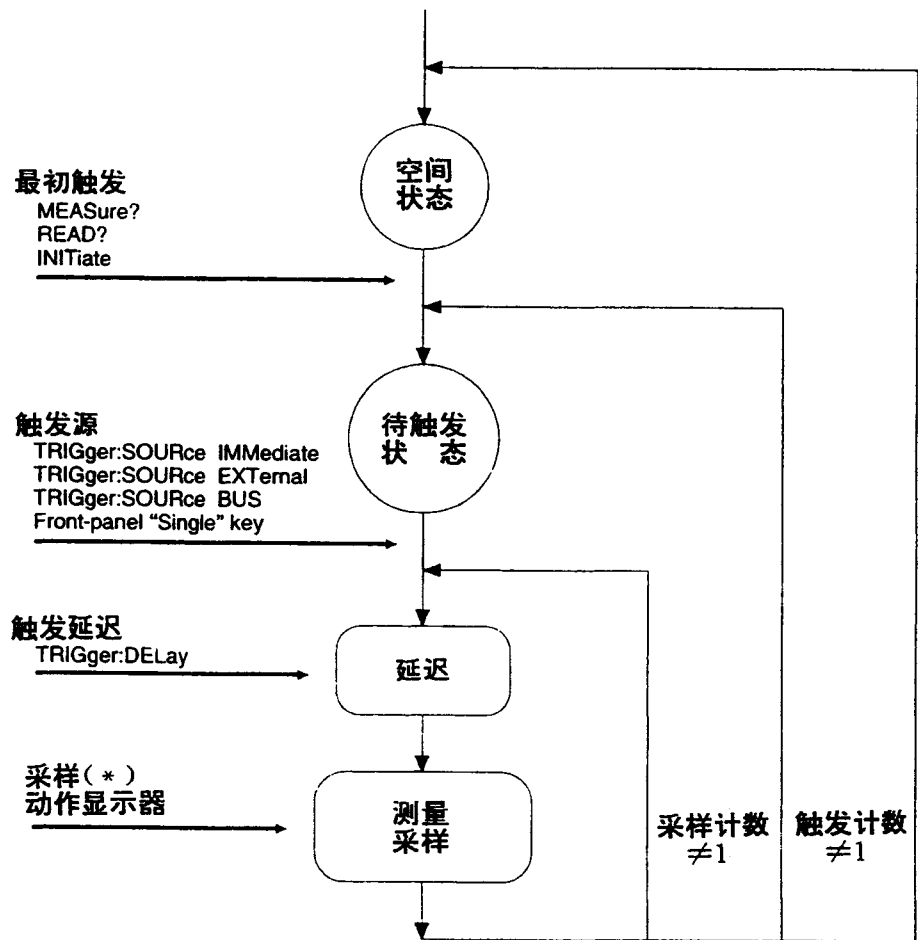 空间
状态
最初触发
MEASure?
READ?
INITiate
待触发
状 态
触发源
TRIGger:SOURce IMMediate
TRIGger:SOURce EXTernal
TRIGger:SOURce BUS
Front-panel “Single” key
触发延迟
TRIGger:DELay
延迟
采样(*)
动作显示器
测量
采样
采样计数
≠1
触发计数
≠1